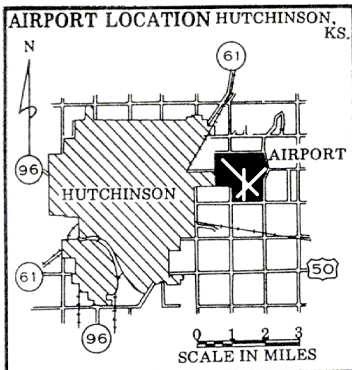 AIRPORT LOCATION HUTCHINSON,
KS.
N
61
96
AIRPORT
HUTCHINSON
61
50
96
0 1 2 3
SCALE IN MILES